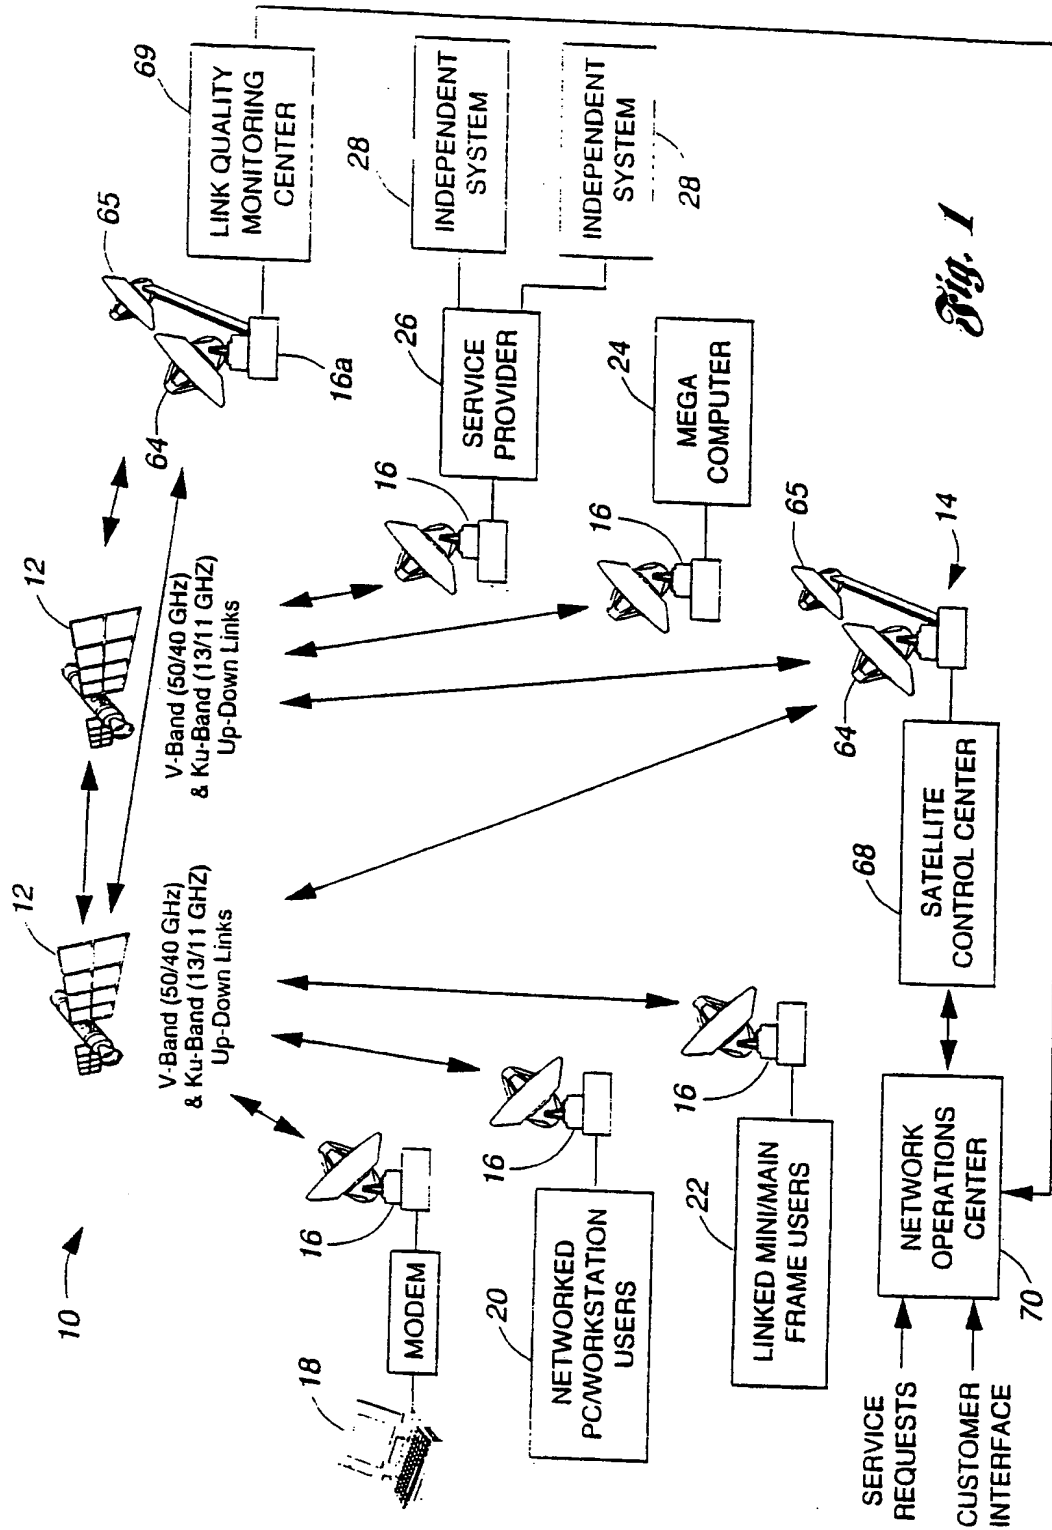 10
12
12
V-Band (50/40 GHz)
& Ku-Band (13/11 GHZ)
Up-Down Links
V-Band (50/40 GHz)
& Ku-Band (13/11 GHZ)
Up-Down Links
64
65
16a
69
LINK QUALITY
MONITORING
CENTER
18
MODEM
16
20
NETWORKED
PC/WORKSTATION
USERS
16
22
LINKED MINI/MAIN
FRAME USERS
16
16
26
SERVICE
PROVIDER
28
INDEPENDENT
SYSTEM
INDEPENDENT
SYSTEM
28
16
24
MEGA
COMPUTER
SERVICE
REQUESTS
CUSTOMER
INTERFACE
70
NETWORK
OPERATIONS
CENTER
68
SATELLITE
CONTROL CENTER
64
65
14
Fig. 1